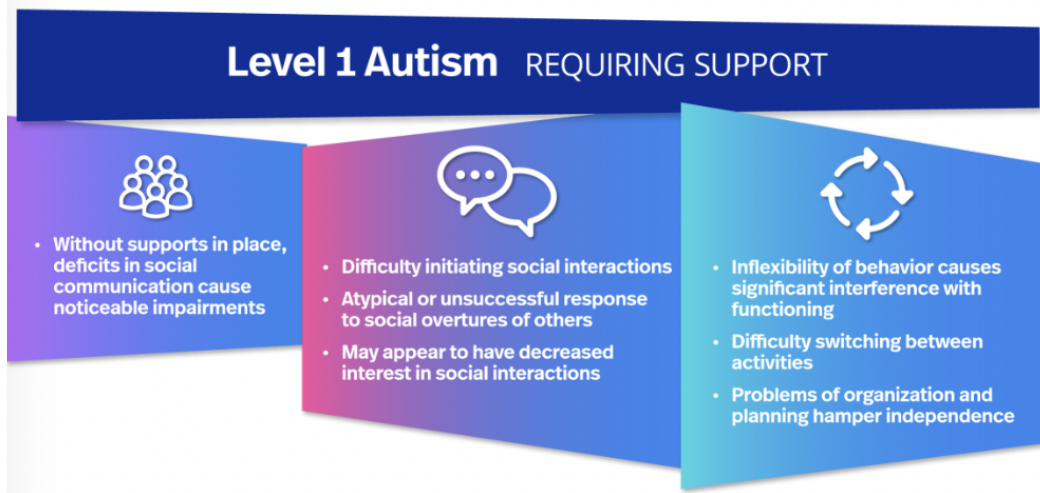 Level 1 Autism REQUIRING SUPPORT
• Without supports in place,
deficits in social
communication cause
noticeable impairments
• Difficulty initiating social interactions
• Atypical or unsuccessful response
to social overtures of others
• May appear to have decreased
interest in social interactions
• Inflexibility of behavior causes
significant interference with
functioning
• Difficulty switching between
activities
• Problems of organization and
planning hamper independence